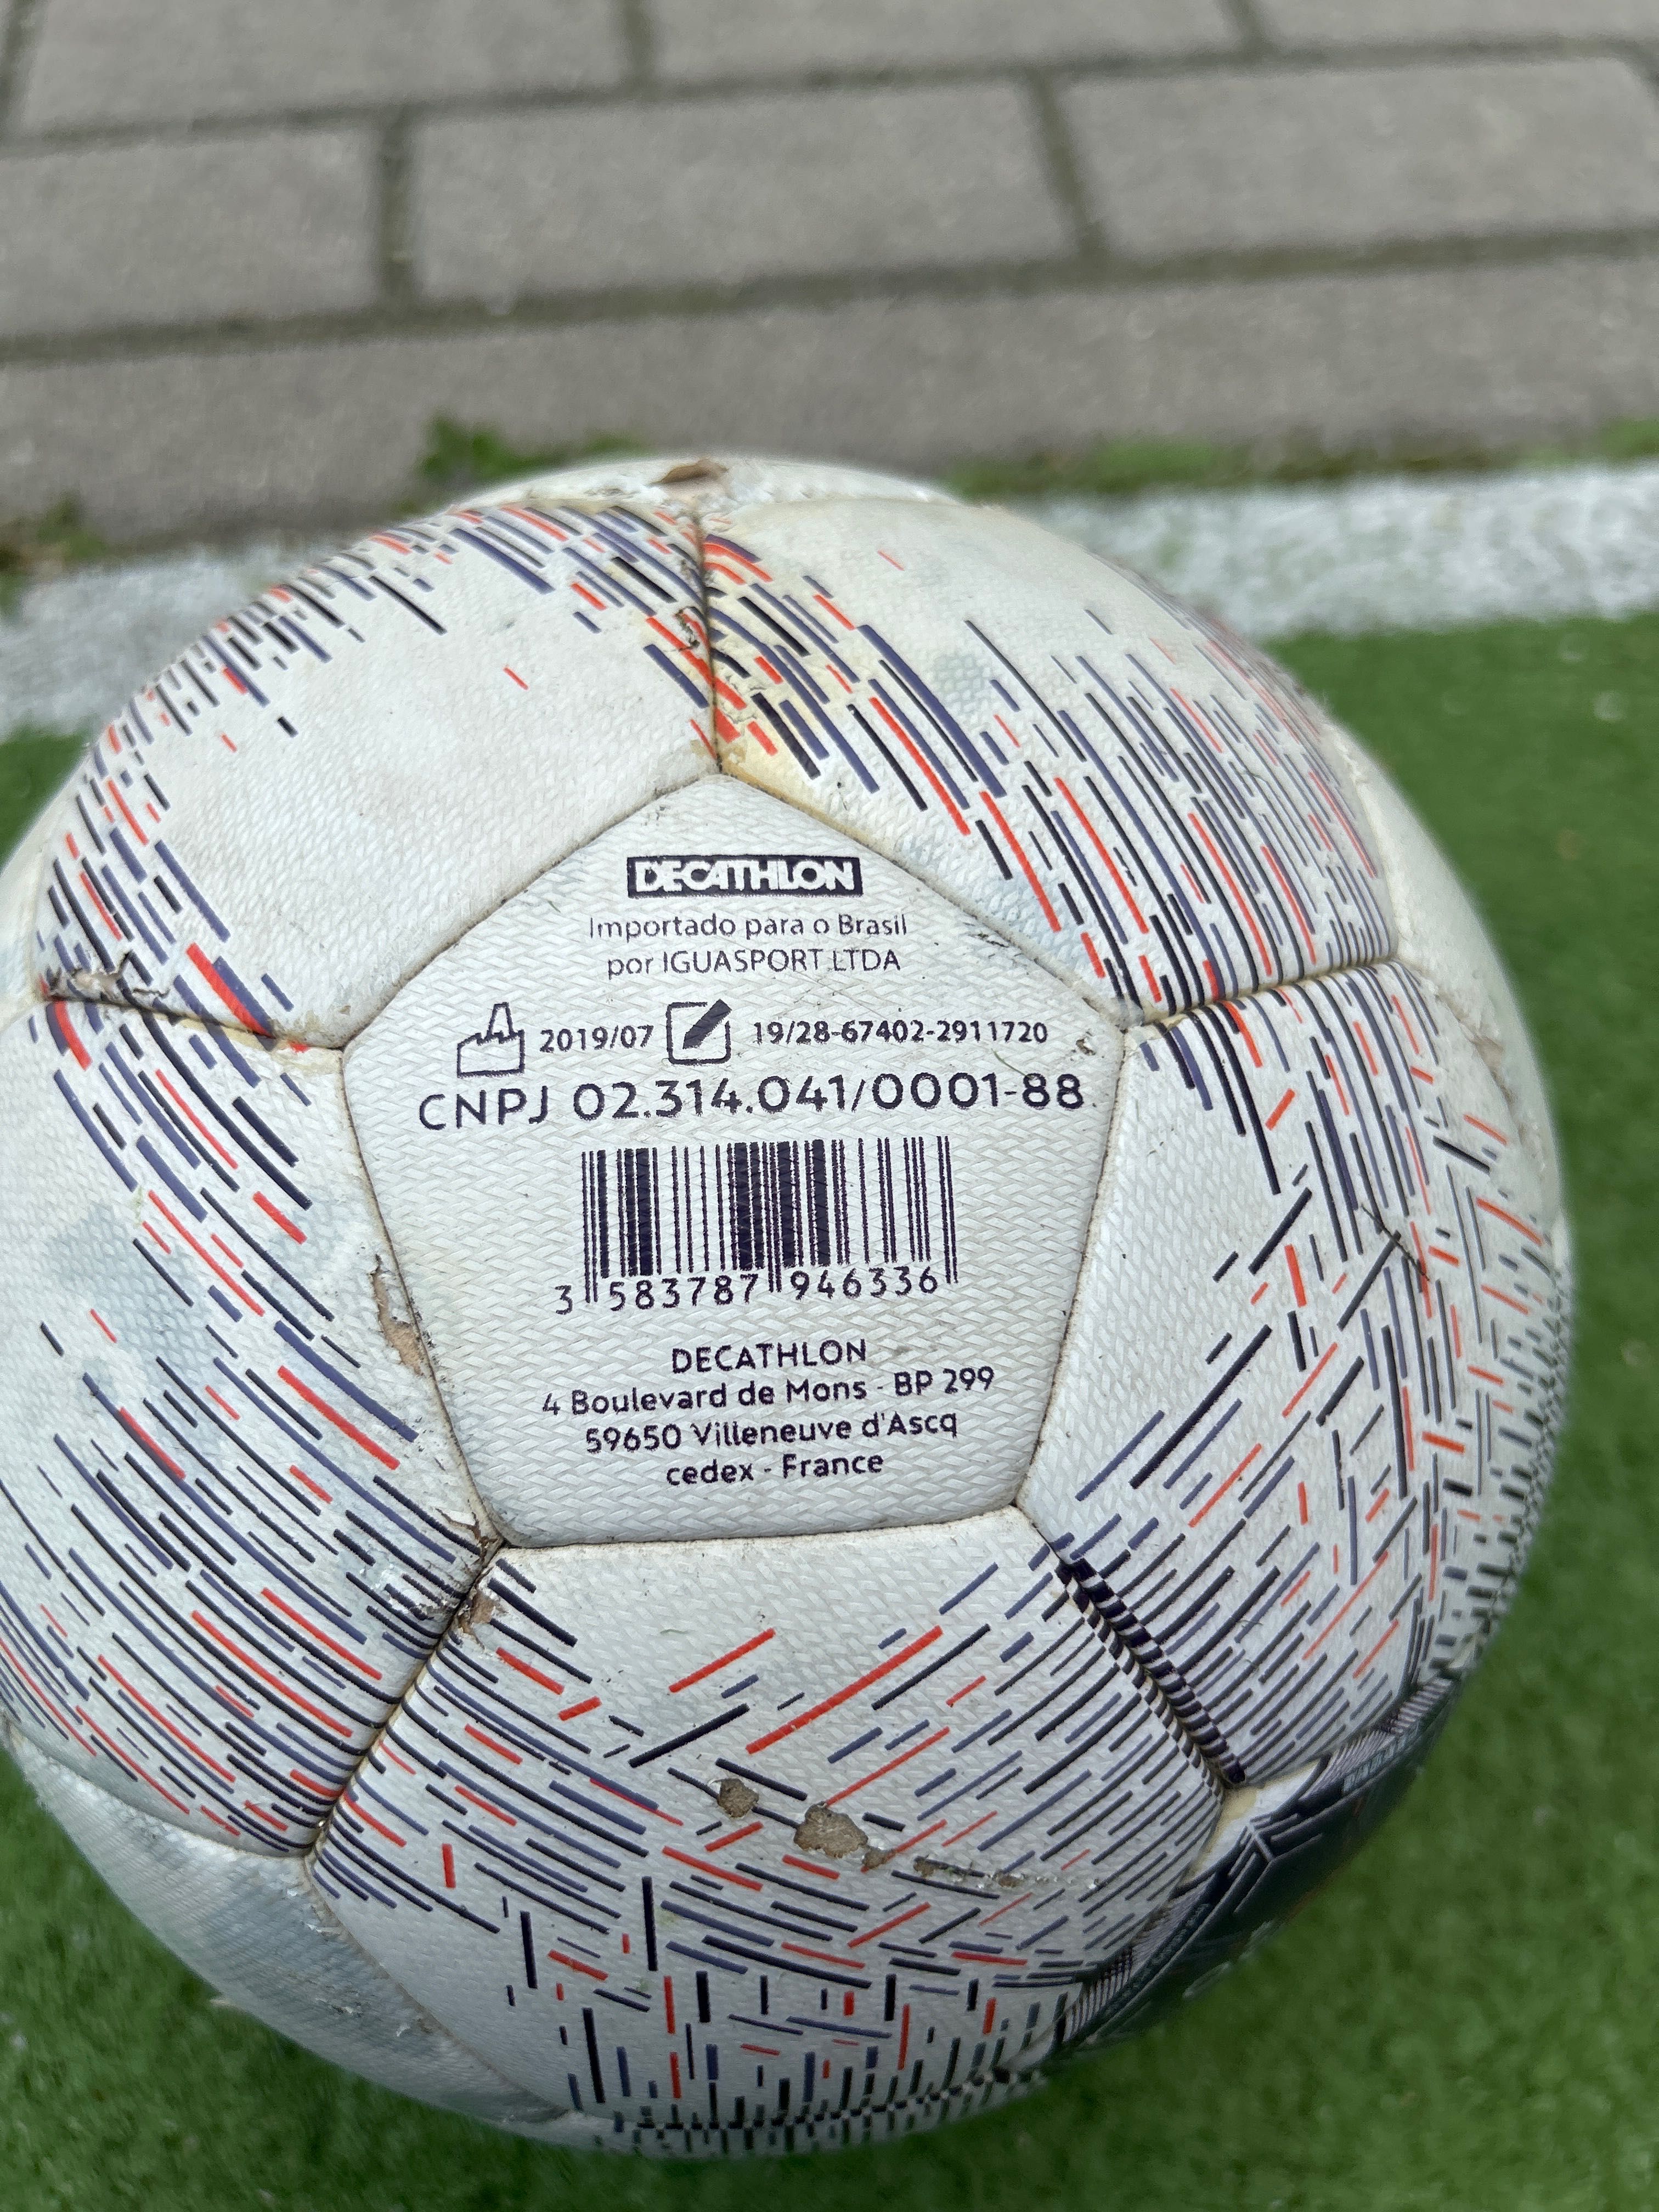 DECATHLON
Importado para o Brasil
por IGUASPORT LTDA
2019/07 19/28-67402-2911720
CNPJ 02.314.041/0001-88.
3 583787 946336
DECATHLON
4 Boulevard de Mons - BP 299
59650 Villeneuve d'Ascq
cedex - France